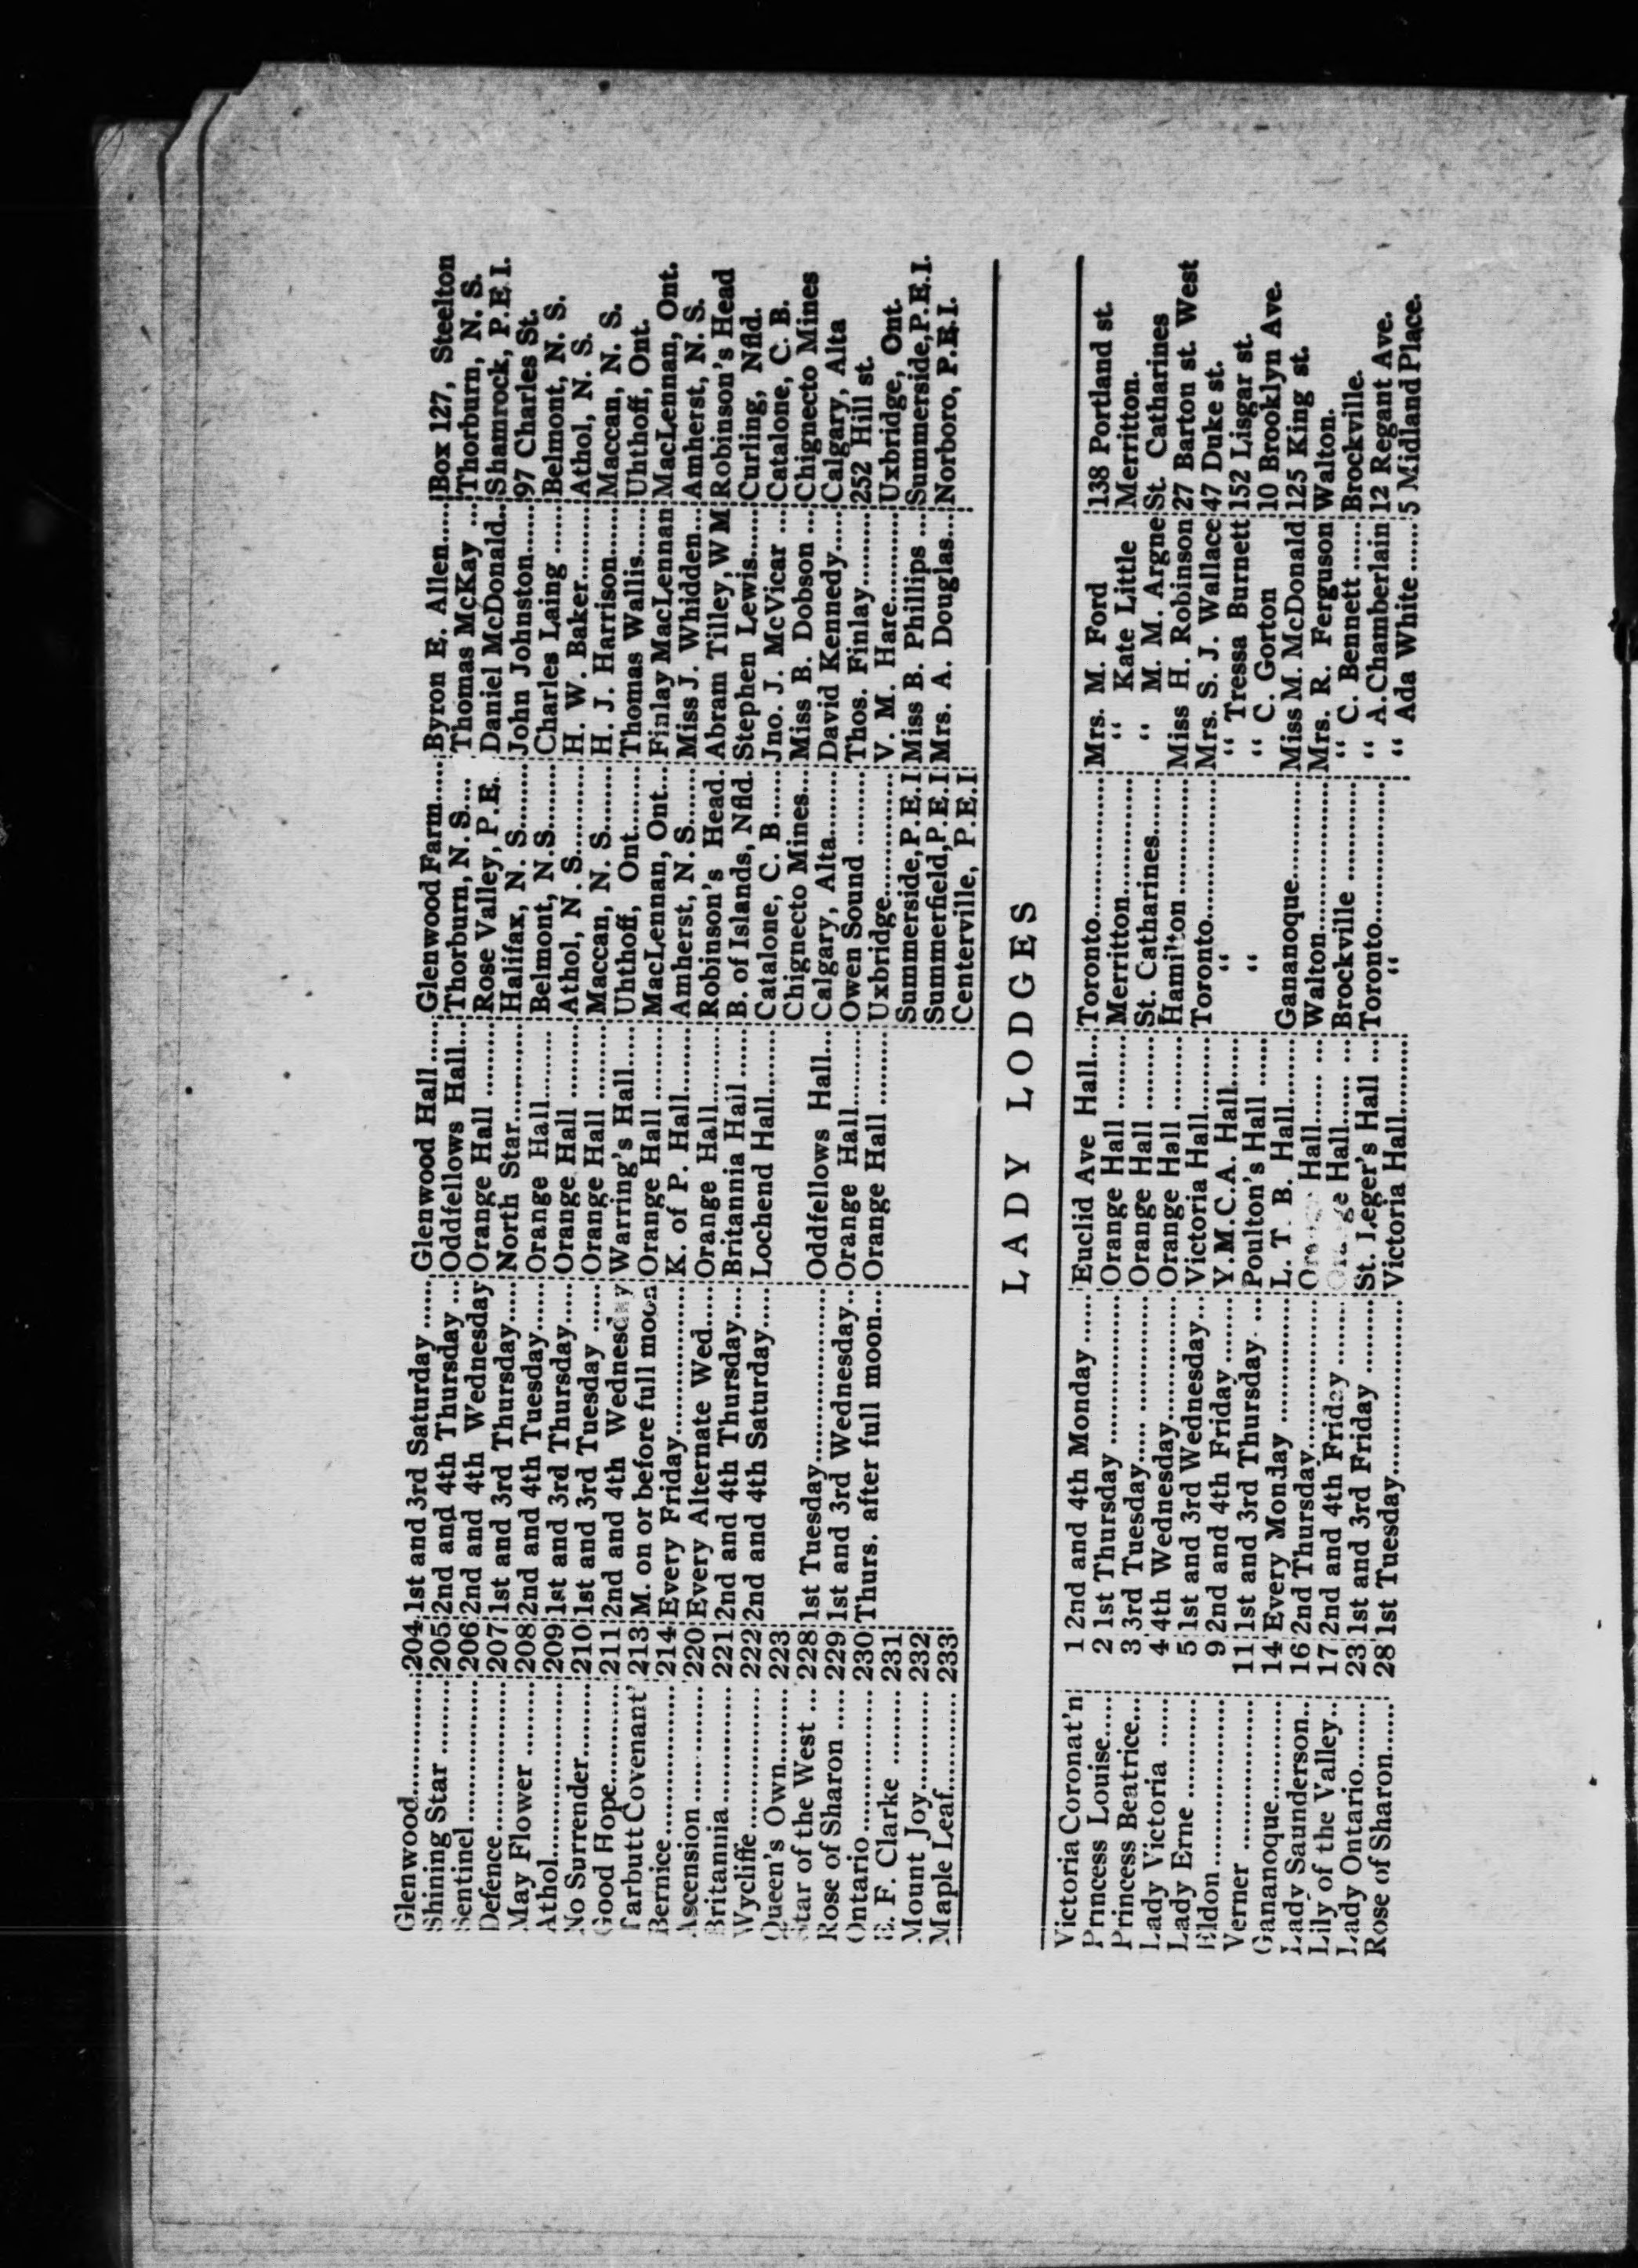 Glenwood.............. 204 1st and 3rd Saturday ...... Glenwood Hall ..... Glenwood Farm ..... Byron E. Allen ..... Box 127, Steelton
Shining Star ......... 205 2nd and 4th Thursday ... Oddfellows Hall... Thorburn, N. S.... Thomas McKay ... Thorburn, N. S.
Sentinel .............. 206 2nd and 4th Wednesday Orange Hall .......... Rose Valley, P.E. Daniel McDonald... Shamrock, P.E.I.
Defence.............. 207 1st and 3rd Thursday..... North Star............ Halifax, N. S........ John Johnston....... 97 Charles St.
May Flower .......... 208 2nd and 4th Tuesday...... Orange Hall.......... Belmont, N.S........ Charles Laing ....... Belmont, N. S.
Athol.................. 209 1st and 3rd Thursday..... Orange Hall .......... Athol, N. S........... H. W. Baker.......... Athol, N. S.
No Surrender.......... 210 1st and 3rd Tuesday ...... Orange Hall .......... Maccan, N. S........ H. J. Harrison....... Maccan, N. S.
Good Hope............ 211 2nd and 4th Wednesday Warring's Hall..... Uhthoff, Ont........ Thomas Wallis...... Uhthoff, Ont.
Tarbutt Covenant' 213 M. on or before full moon Orange Hall .......... MacLennan, Ont... Finlay MacLennan MacLennan, Ont.
Bernice................ 214 Every Friday................ K. of P. Hall......... Amherst, N. S....... Miss J. Whidden... Amherst, N. S.
Ascension ............ 220 Every Alternate Wed..... Orange Hall.......... Robinson's Head. Abram Tilley, W M Robinson's Head
Britannia.............. 221 2nd and 4th Thursday.... Britannia Hall ....... B. of Islands, Nfld. Stephen Lewis....... Curling, Nfld.
Wycliffe ............... 222 2nd and 4th Saturday..... Lochend Hall......... Catalone, C. B....... Jno. J. McVicar ... Catalone, C. B.
Queen's Own.......... 223 Chignecto Mines... Miss B. Dobson ... Chignecto Mines
Star of the West ... 228 1st Tuesday.................... Oddfellows Hall... Calgary, Alta......... David Kennedy..... Calgary, Alta
Rose of Sharon ..... 229 1st and 3rd Wednesday... Orange Hall.......... Owen Sound .......... Thos. Finlay.......... 252 Hill st.
Ontario ................ 230 Thurs. after full moon.... Orange Hall .......... Uxbridge.............. V. M. Hare............ Uxbridge, Ont.
E. F. Clarke .......... 231 Summerside, P.E.I Miss B. Phillips .... Summerside, P.E.I.
Mount Joy............ 232 Summerfield, P.E.I Mrs. A. Douglas.... Norboro, P.E.I.
Maple Leaf............ 233 Centerville, P.E.I
LADY LODGES
Victoria Coronat'n 1 2nd and 4th Monday ...... Euclid Ave Hall... Toronto................ Mrs. M. Ford 138 Portland st.
Princess Louise..... 2 1st Thursday ................ Orange Hall .......... Merritton.............. “ Kate Little Merritton.
Princess Beatrice... 3 3rd Tuesday.................. Orange Hall .......... St. Catharines........ “ M. M. Argne St. Catharines
Lady Victoria ...... 4 4th Wednesday.............. Orange Hall .......... Hamilton .............. Miss H. Robinson 27 Barton st. West
Lady Erne ............ 5 1st and 3rd Wednesday... Victoria Hall.......... Toronto................ Mrs. S. J. Wallace 47 Duke st.
Eldon .................. 9 2nd and 4th Friday ........ Y.M.C.A. Hall....... “ “ Tressa Burnett 152 Lisgar st.
Verner ................ 11 1st and 3rd Thursday ... Poulton's Hall ....... “ “ C. Gorton 10 Brooklyn Ave.
Gananoque............ 14 Every Monday .............. L. T. B. Hall.......... Gananoque............ Miss M. McDonald 125 King st.
Lady Saunderson.. 16 2nd Thursday................ Orange Hall...... ... Walton................ Mrs. R. Ferguson Walton.
Lily of the Valley.. 17 2nd and 4th Friday ........ Orange Hall...... ... Brockville ............ “ C. Bennett ...... Brockville.
Lady Ontario......... 23 1st and 3rd Friday ......... St. Leger's Hall ... Toronto................ “ A. Chamberlain 12 Regant Ave.
Rose of Sharon...... 28 1st Tuesday.................. Victoria Hall.......... “ “ Ada White...... 5 Midland Place.